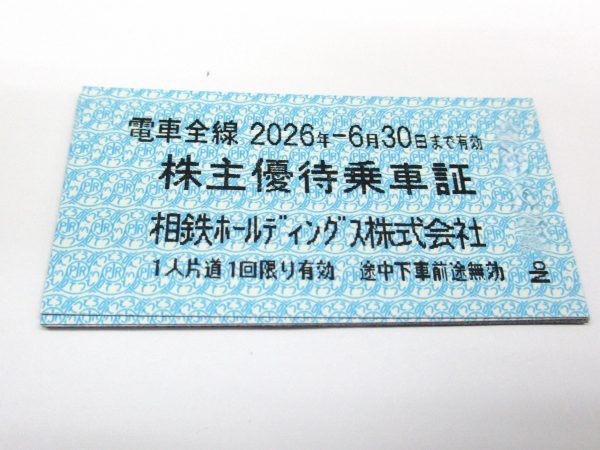 電車全線 2026年-6月30日まで有効
株主優待乗車証
相鉄ホールディングス株式会社
1人片道1回限り有効 途中下車前途無効
No